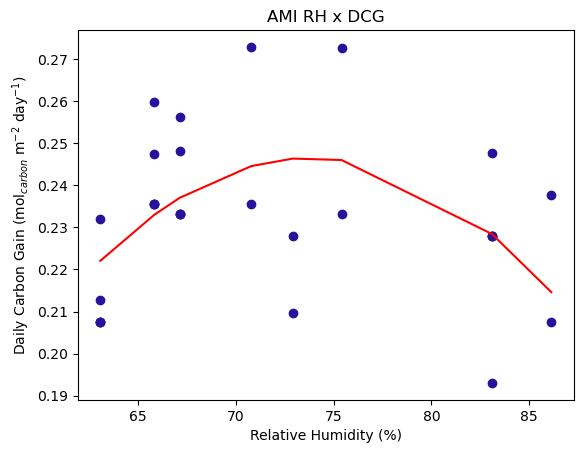 AMI RH x DCG
Daily Carbon Gain (mol$_{carbon}$ m$^{-2}$ day$^{-1}$)
0.27
0.26
0.25
0.24
0.23
0.22
0.21
0.20
0.19
65 70 75 80 85
Relative Humidity (%)